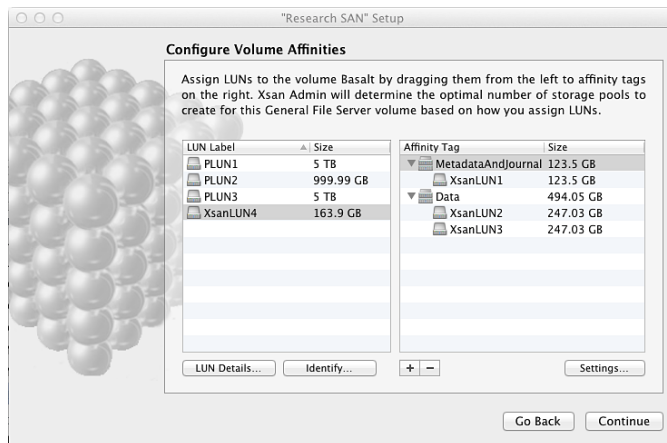 "Research SAN" Setup
Configure Volume Affinities
Assign LUNs to the volume Basalt by dragging them from the left to affinity tags
on the right. Xsan Admin will determine the optimal number of storage pools to
create for this General File Server volume based on how you assign LUNs.
LUN Label Size
PLUN1 5 TB
PLUN2 999.99 GB
PLUN3 5 TB
XsanLUN4 163.9 GB
Affinity Tag Size
MetadataAndJournal 123.5 GB
XsanLUN1 123.5 GB
Data 494.05 GB
XsanLUN2 247.03 GB
XsanLUN3 247.03 GB
LUN Details... Identify... + − Settings...
Go Back Continue